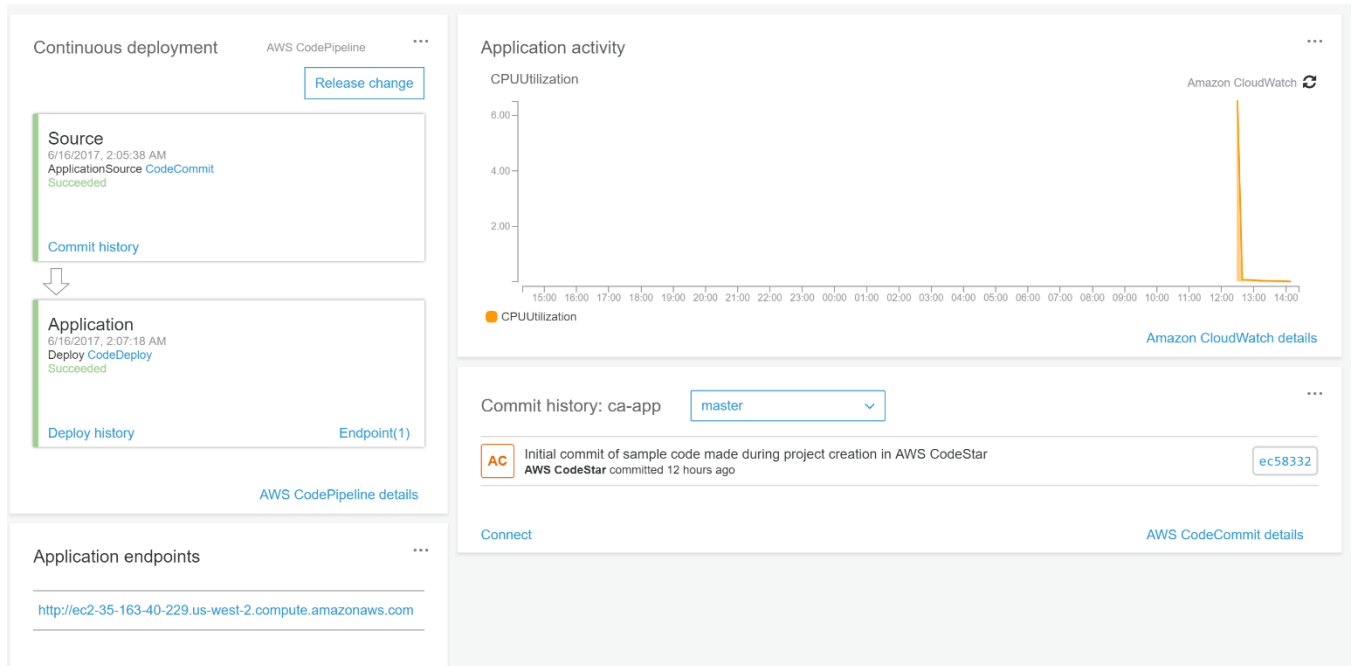 Continuous deployment
AWS CodePipeline
Release change
Source
6/16/2017, 2:05:38 AM
ApplicationSource CodeCommit
Succeeded
Commit history
Application
6/16/2017, 2:07:18 AM
Deploy CodeDeploy
Succeeded
Deploy history
Endpoint(1)
AWS CodePipeline details
Application endpoints
http://ec2-35-163-40-229.us-west-2.compute.amazonaws.com
Application activity
CPUUtilization
Amazon CloudWatch
6.00
4.00
2.00
15:00 16:00 17:00 18:00 19:00 20:00 21:00 22:00 23:00 00:00 01:00 02:00 03:00 04:00 05:00 06:00 07:00 08:00 09:00 10:00 11:00 12:00 13:00 14:00
CPUUtilization
Amazon CloudWatch details
Commit history: ca-app
master
AC
Initial commit of sample code made during project creation in AWS CodeStar
AWS CodeStar committed 12 hours ago
ec58332
Connect
AWS CodeCommit details